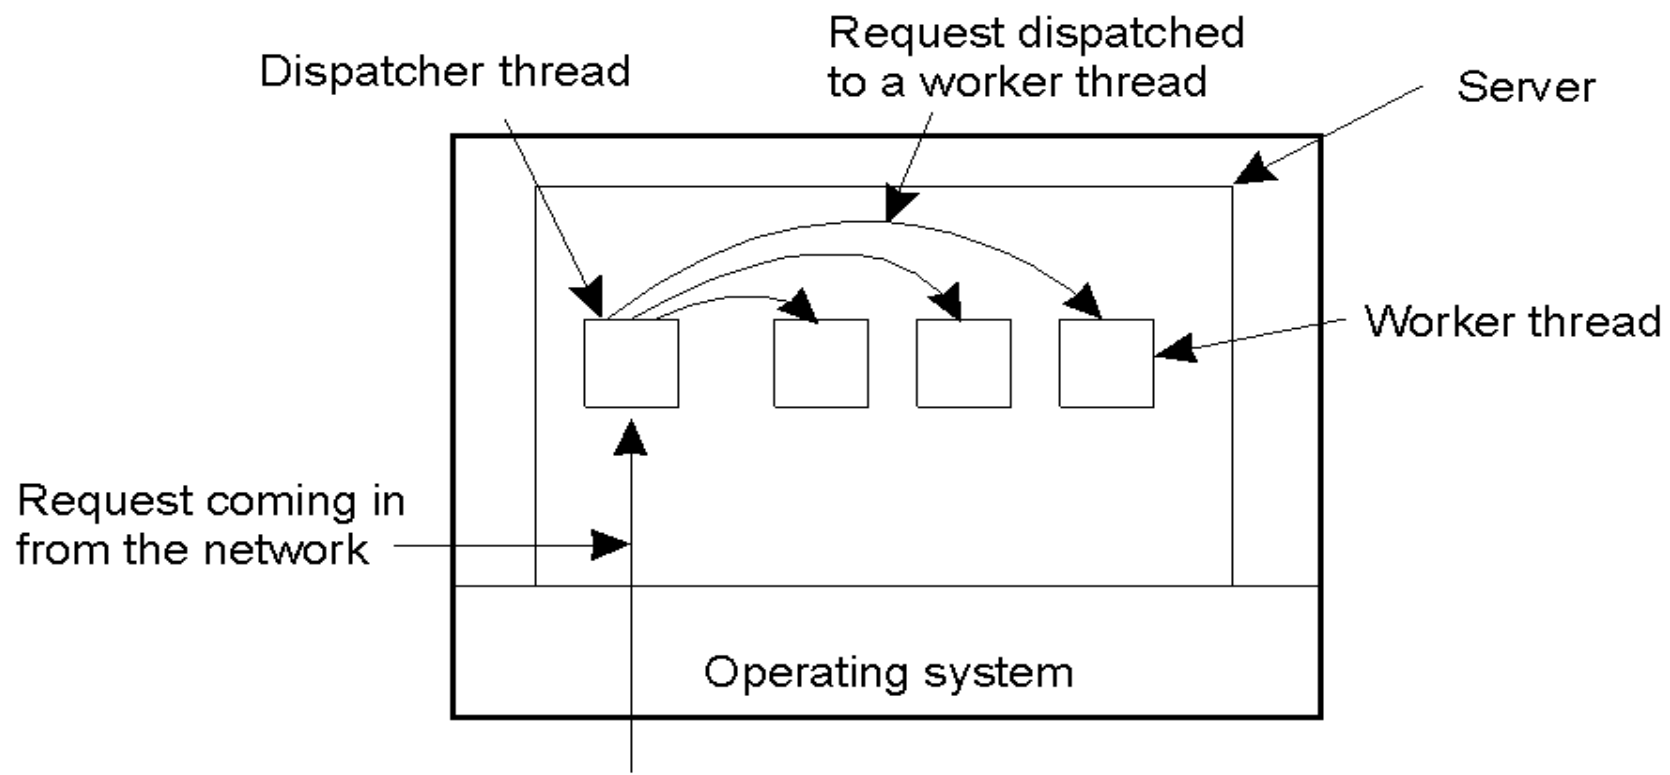 Request dispatched
to a worker thread
Dispatcher thread
Server
Worker thread
Request coming in
from the network
Operating system